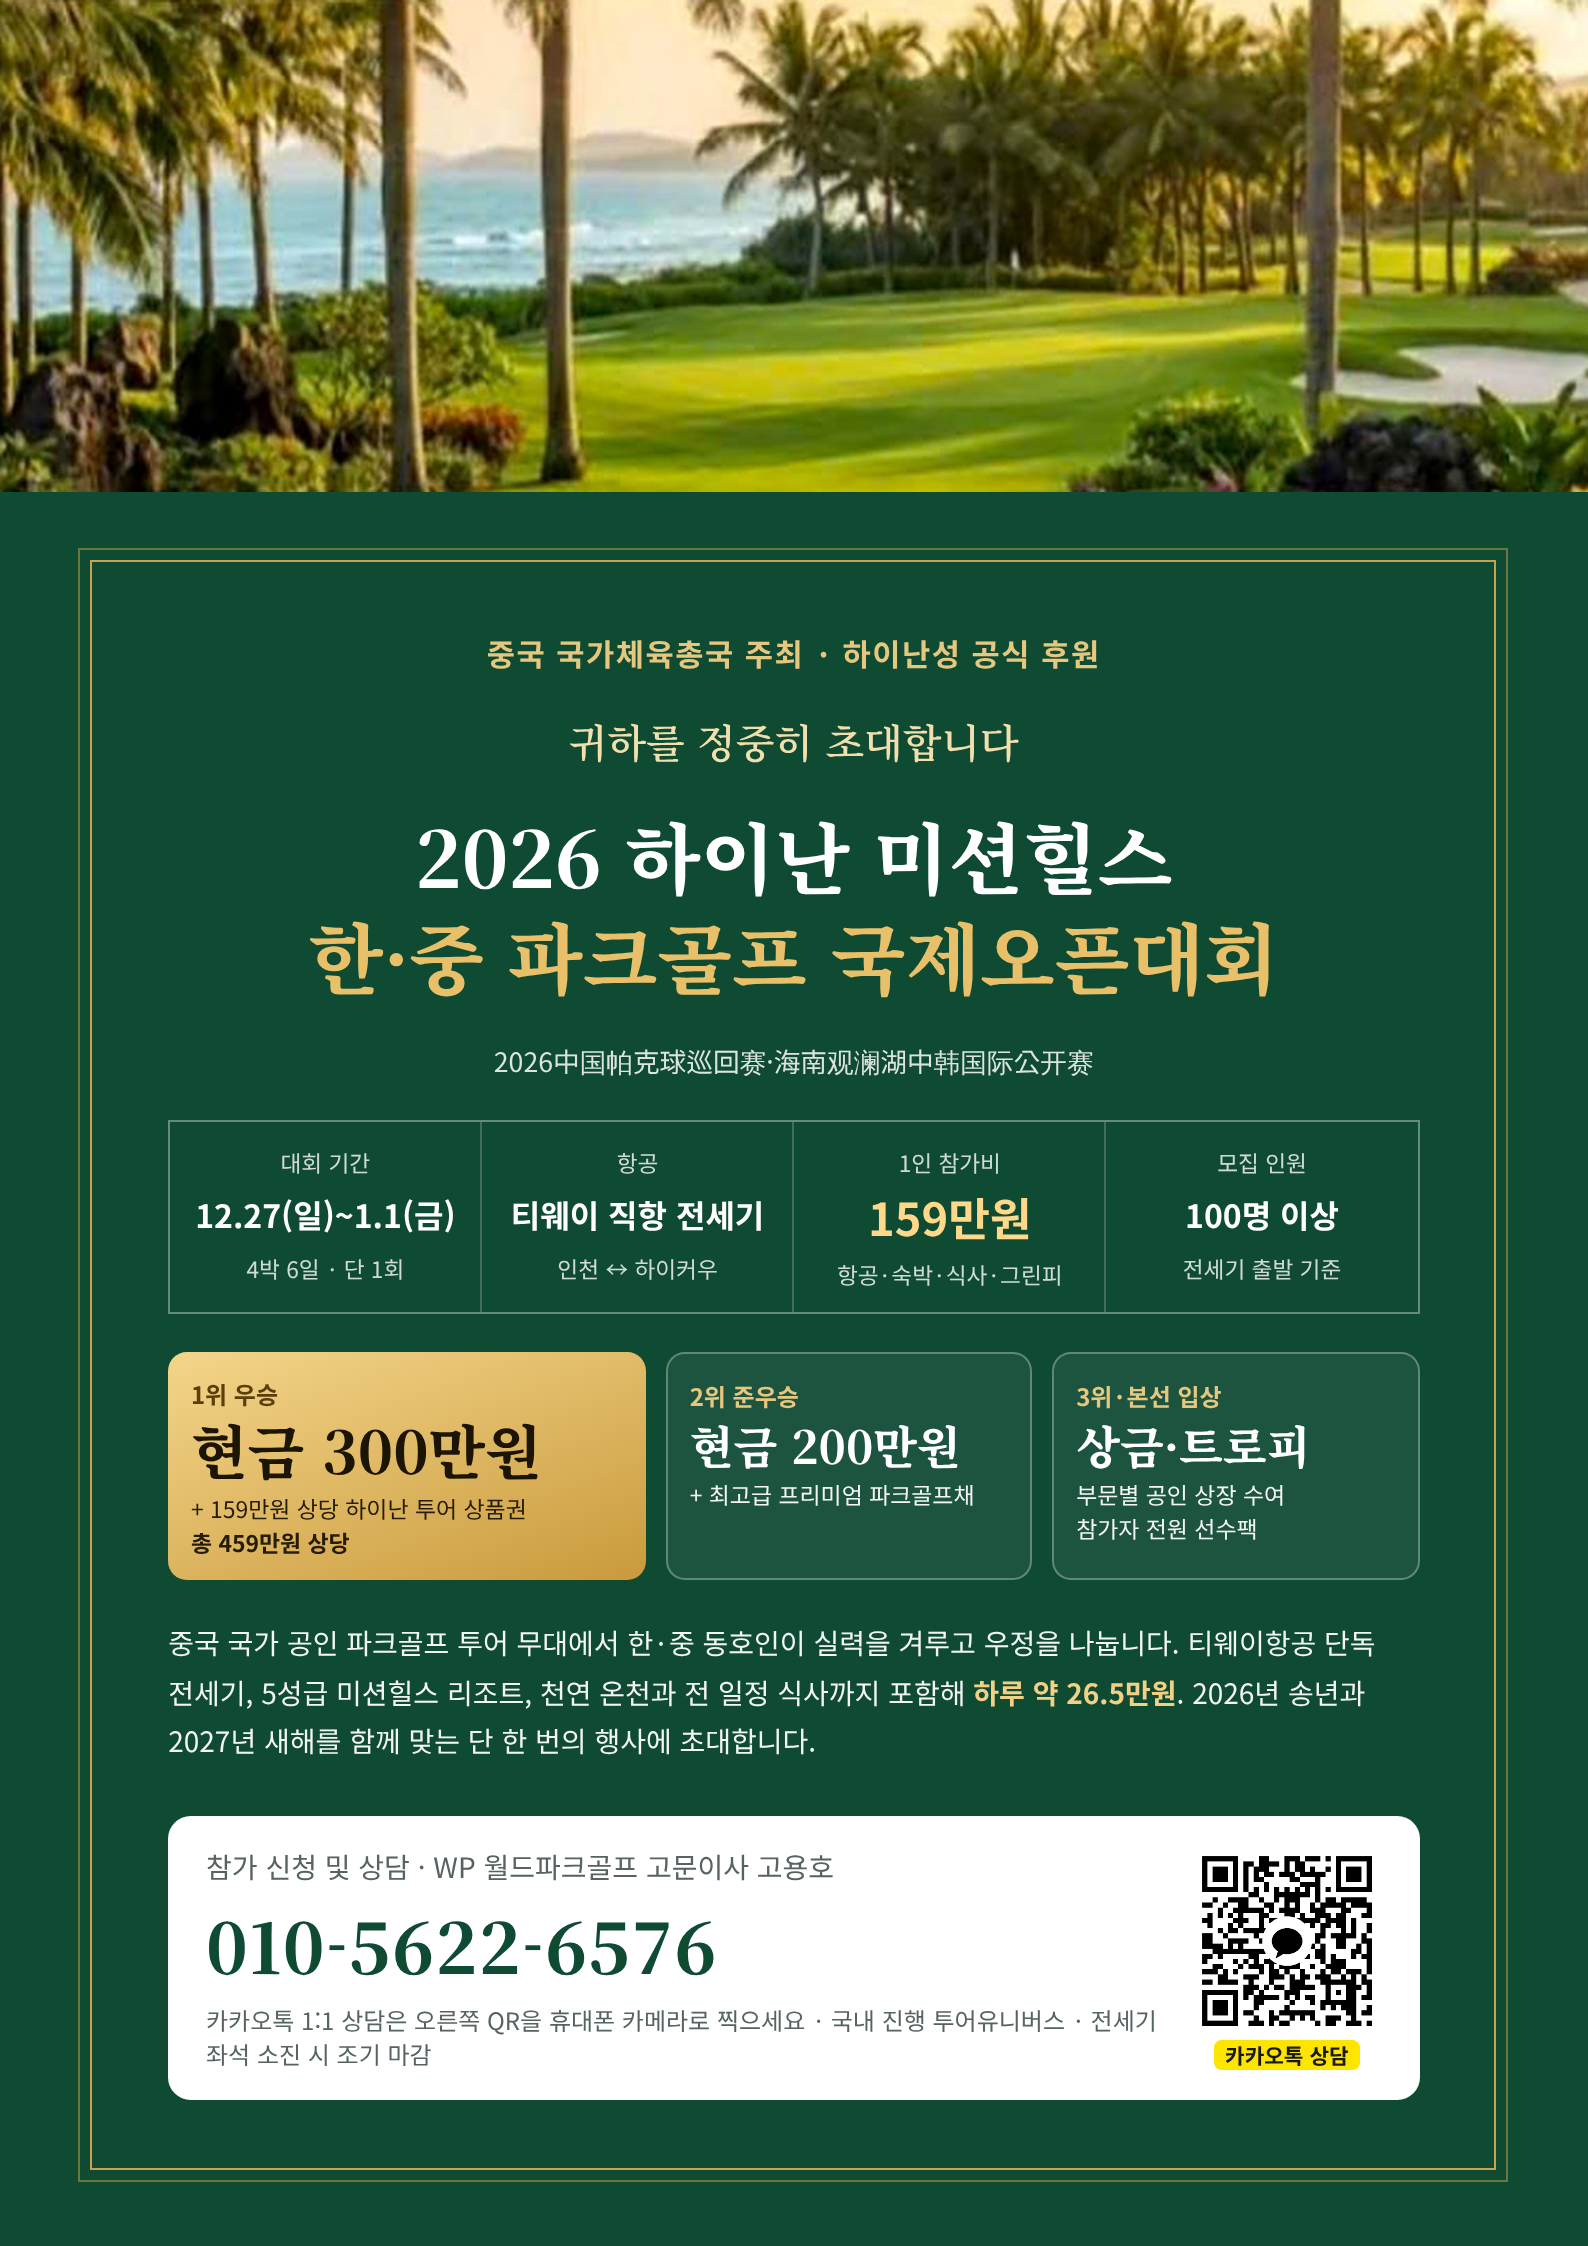 중국 국가체육총국 주최 · 하이난성 공식 후원
귀하를 정중히 초대합니다
2026 하이난 미션힐스
한·중 파크골프 국제오픈대회
2026中国帕克球巡回赛·海南观澜湖中韩国际公开赛
대회 기간
12.27(일)~1.1(금)
4박 6일 · 단 1회
항공
티웨이 직항 전세기
인천 ↔ 하이커우
1인 참가비
159만원
항공·숙박·식사·그린피
모집 인원
100명 이상
전세기 출발 기준
1위 우승
현금 300만원
+ 159만원 상당 하이난 투어 상품권
총 459만원 상당
2위 준우승
현금 200만원
+ 최고급 프리미엄 파크골프채
3위·본선 입상
상금·트로피
부문별 공인 상장 수여
참가자 전원 선수팩
중국 국가 공인 파크골프 투어 무대에서 한·중 동호인이 실력을 겨루고 우정을 나눕니다. 티웨이항공 단독
전세기, 5성급 미션힐스 리조트, 천연 온천과 전 일정 식사까지 포함해 하루 약 26.5만원. 2026년 송년과
2027년 새해를 함께 맞는 단 한 번의 행사에 초대합니다.
참가 신청 및 상담 · WP 월드파크골프 고문이사 고용호
010-5622-6576
카카오톡 1:1 상담은 오른쪽 QR을 휴대폰 카메라로 찍으세요 · 국내 진행 투어유니버스 · 전세기
좌석 소진 시 조기 마감
카카오톡 상담